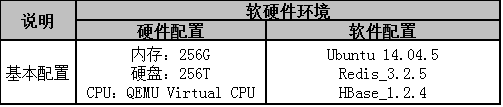 说明 软硬件环境
硬件配置 软件配置
基本配置
内存：256G Ubuntu 14.04.5
硬盘：256T Redis_3.2.5
CPU：QEMU Virtual CPU HBase_1.2.4